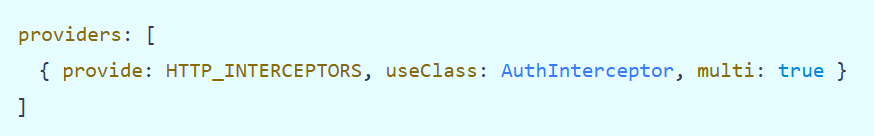 providers: [
  { provide: HTTP_INTERCEPTORS, useClass: AuthInterceptor, multi: true }
]